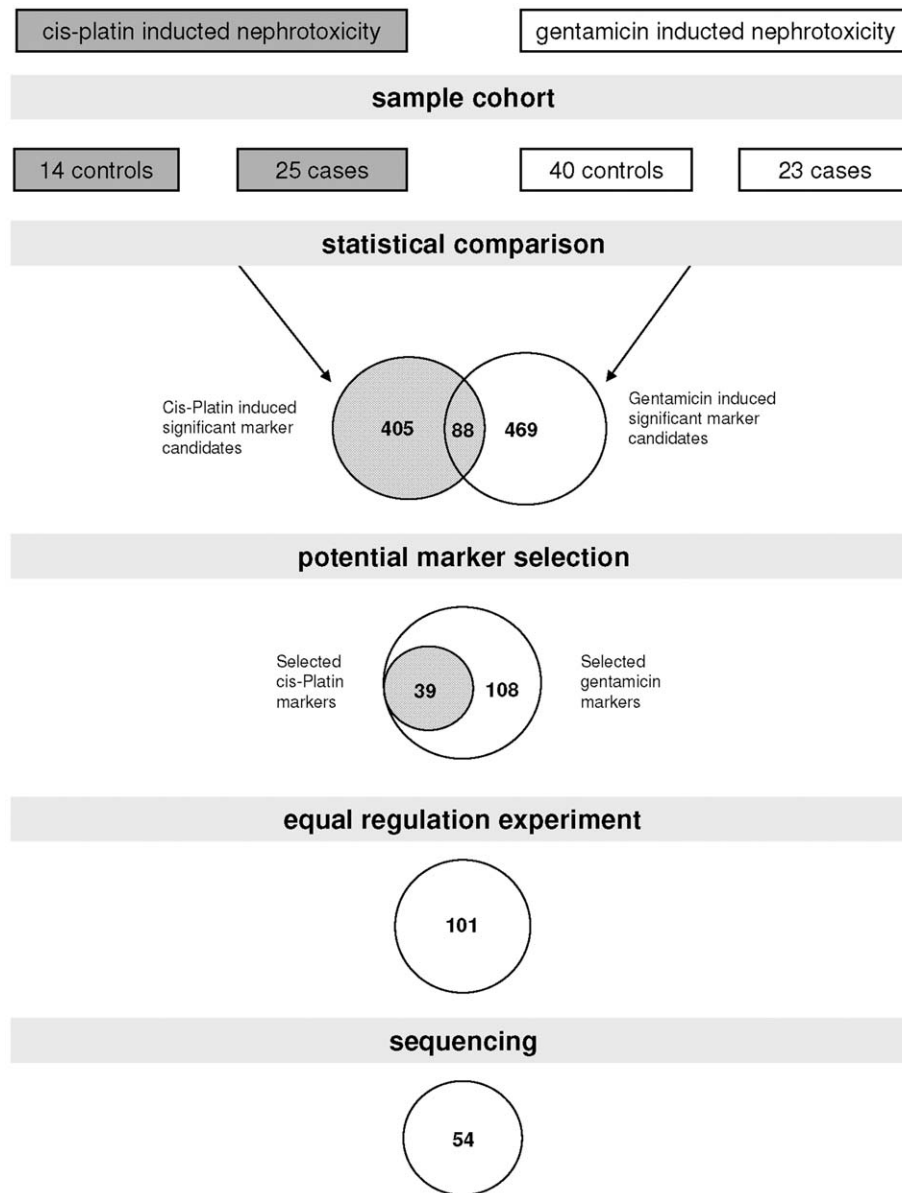 cis-platin inducted nephrotoxicity
gentamicin inducted nephrotoxicity
sample cohort
14 controls
25 cases
40 controls
23 cases
statistical comparison
Cis-Platin induced
significant marker
candidates
405
88
469
Gentamicin induced
significant marker
candidates
potential marker selection
Selected
cis-Platin
markers
39
108
Selected
gentamicin
markers
equal regulation experiment
101
sequencing
54